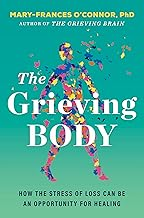 MARY-FRANCES O'CONNOR, PhD
AUTHOR OF THE GRIEVING BRAIN
The
Grieving
BODY
HOW THE STRESS OF LOSS CAN BE
AN OPPORTUNITY FOR HEALING